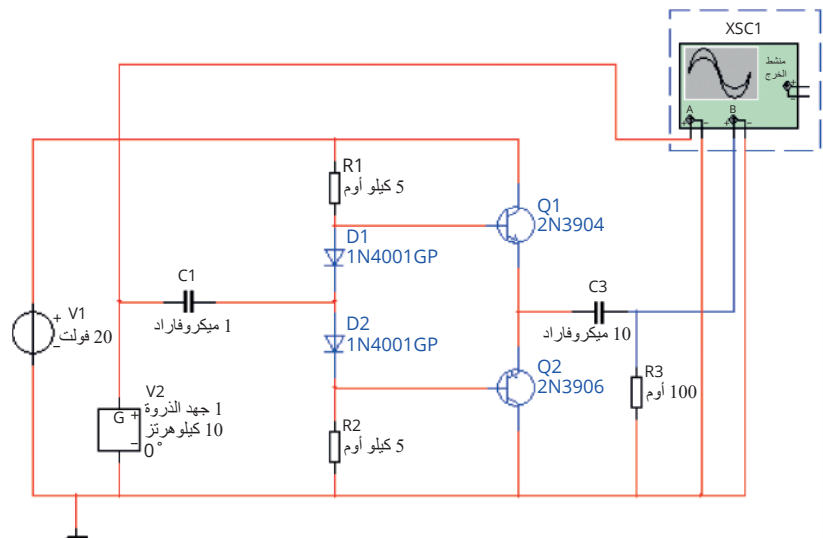 XSC1
منشط
الخرج
+
−
A
B
+ −
+ −
R1
5 كيلو أوم
Q1
2N3904
D1
1N4001GP
C1
1 ميكروفاراد
C3
10 ميكروفاراد
V1
+
−
20 فولت
D2
1N4001GP
Q2
2N3906
R3
100 أوم
V2
1 جهد الذروة
10 كيلوهرتز
0°
G +
−
R2
5 كيلو أوم